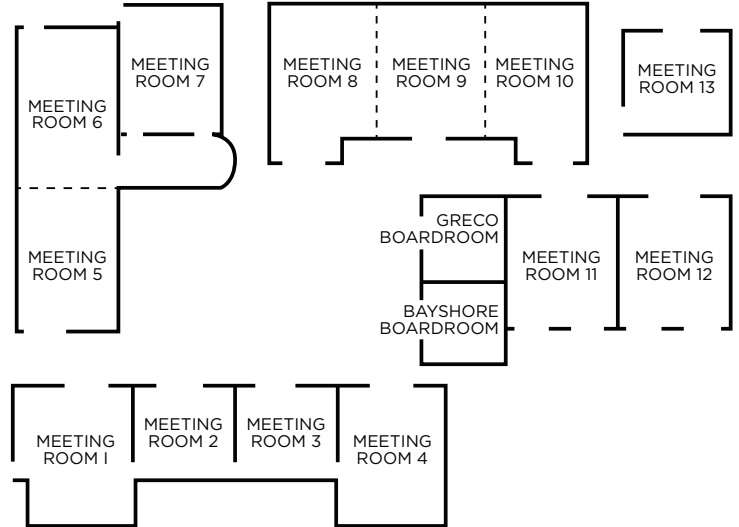 MEETING
ROOM 6
MEETING
ROOM 7
MEETING
ROOM 8
MEETING
ROOM 9
MEETING
ROOM 10
MEETING
ROOM 13
MEETING
ROOM 5
GRECO
BOARDROOM
BAYSHORE
BOARDROOM
MEETING
ROOM 11
MEETING
ROOM 12
MEETING
ROOM I
MEETING
ROOM 2
MEETING
ROOM 3
MEETING
ROOM 4